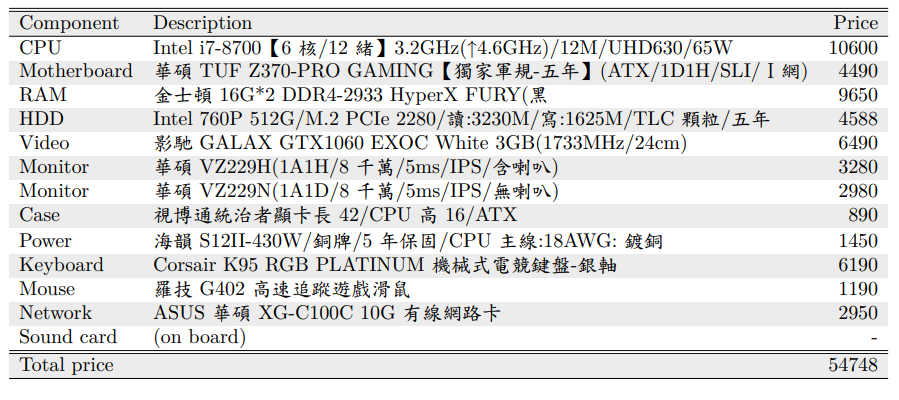 Component Description Price
CPU Intel i7-8700【6 核/12 緒】3.2GHz(↑4.6GHz)/12M/UHD630/65W 10600
Motherboard 華碩 TUF Z370-PRO GAMING【獨家軍規-五年】(ATX/1D1H/SLI/Ⅰ網) 4490
RAM 金士頓 16G*2 DDR4-2933 HyperX FURY(黑 9650
HDD Intel 760P 512G/M.2 PCIe 2280/讀:3230M/寫:1625M/TLC 顆粒/五年 4588
Video 影馳 GALAX GTX1060 EXOC White 3GB(1733MHz/24cm) 6490
Monitor 華碩 VZ229H(1A1H/8 千萬/5ms/IPS/含喇叭) 3280
Monitor 華碩 VZ229N(1A1D/8 千萬/5ms/IPS/無喇叭) 2980
Case 視博通統治者顯卡長 42/CPU 高 16/ATX 890
Power 海韻 S12II-430W/銅牌/5 年保固/CPU 主線:18AWG: 鍍銅 1450
Keyboard Corsair K95 RGB PLATINUM 機械式電競鍵盤-銀軸 6190
Mouse 羅技 G402 高速追蹤遊戲滑鼠 1190
Network ASUS 華碩 XG-C100C 10G 有線網路卡 2950
Sound card (on board) -
Total price 54748